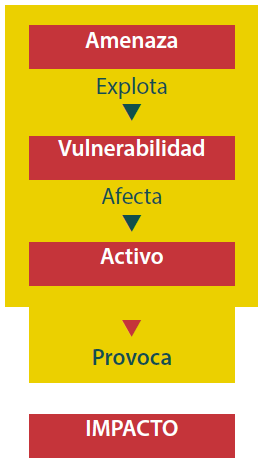 Amenaza
Explota
Vulnerabilidad
Afecta
Activo
Provoca
IMPACTO